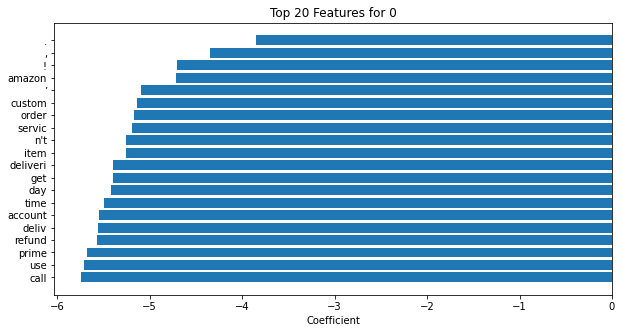 Top 20 Features for 0
.
,
!
amazon
’
custom
order
servic
n't
item
deliveri
get
day
time
account
deliv
refund
prime
use
call
−6 −5 −4 −3 −2 −1 0
Coefficient